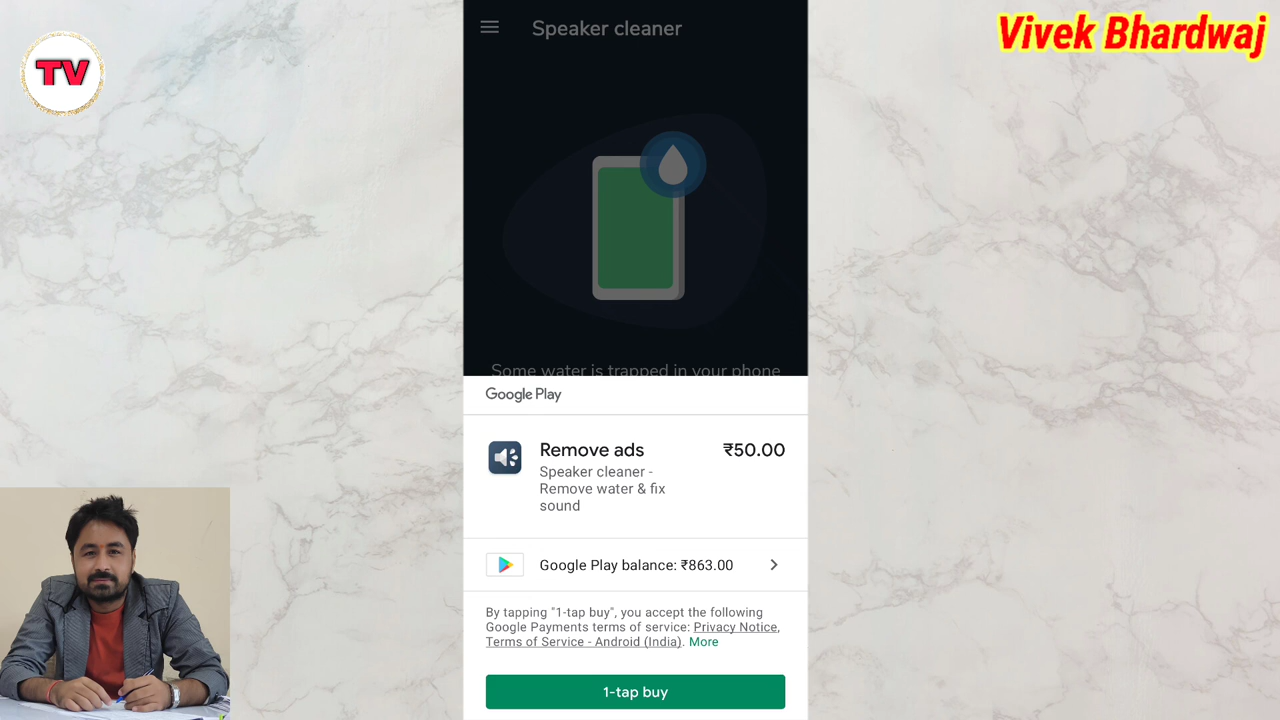 TV
Vivek Bhardwaj
Speaker cleaner
Some water is trapped in your phone
Google Play
Remove ads ₹50.00
Speaker cleaner -
Remove water & fix
sound
Google Play balance: ₹863.00
By tapping "1-tap buy", you accept the following
Google Payments terms of service: Privacy Notice,
Terms of Service - Android (India). More
1-tap buy